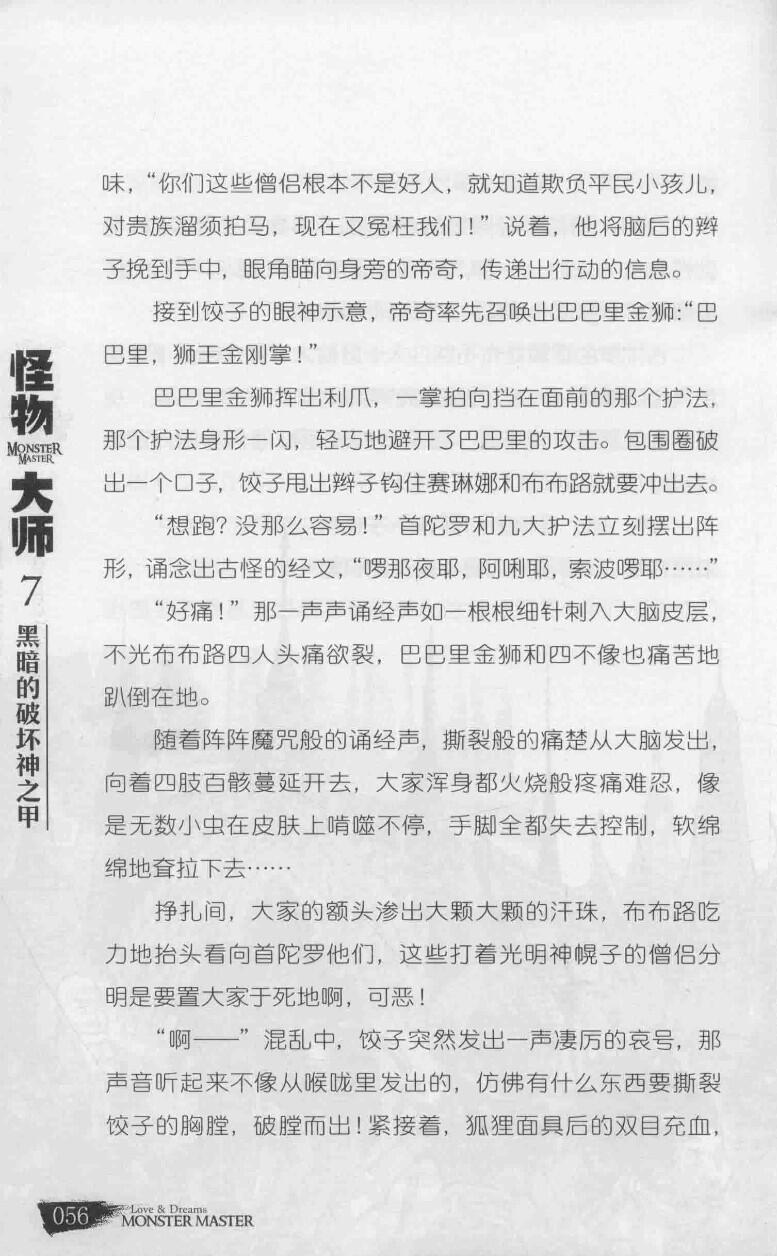 味，“你们这些僧侣根本不是好人，就知道欺负平民小孩儿，
对贵族溜须拍马，现在又冤枉我们！”说着，他将脑后的辫
子挽到手中，眼角瞄向身旁的帝奇，传递出行动的信息。
接到饺子的眼神示意，帝奇率先召唤出巴巴里金狮:“巴
巴里，狮王金刚掌！”
巴巴里金狮挥出利爪，一掌拍向挡在面前的那个护法，
那个护法身形一闪，轻巧地避开了巴巴里的攻击。包围圈破
出一个口子，饺子甩出辫子钩住赛琳娜和布布路就要冲出去。
“想跑？没那么容易！”首陀罗和九大护法立刻摆出阵
形，诵念出古怪的经文，“啰那夜耶，阿唎耶，索波啰耶……”
“好痛！”那一声声诵经声如一根根细针刺入大脑皮层，
不光布布路四人头痛欲裂，巴巴里金狮和四不像也痛苦地
趴倒在地。
随着阵阵魔咒般的诵经声，撕裂般的痛楚从大脑发出，
向着四肢百骸蔓延开去，大家浑身都火烧般疼痛难忍，像
是无数小虫在皮肤上啃噬不停，手脚全都失去控制，软绵
绵地耷拉下去……
挣扎间，大家的额头渗出大颗大颗的汗珠，布布路吃
力地抬头看向首陀罗他们，这些打着光明神幌子的僧侣分
明是要置大家于死地啊，可恶！
“啊——”混乱中，饺子突然发出一声凄厉的哀号，那
声音听起来不像从喉咙里发出的，仿佛有什么东西要撕裂
饺子的胸膛，破膛而出！紧接着，狐狸面具后的双目充血，
怪物
MONSTER
MASTER
大师
7
黑暗的破坏神之甲
056
Love & Dreams
MONSTER MASTER